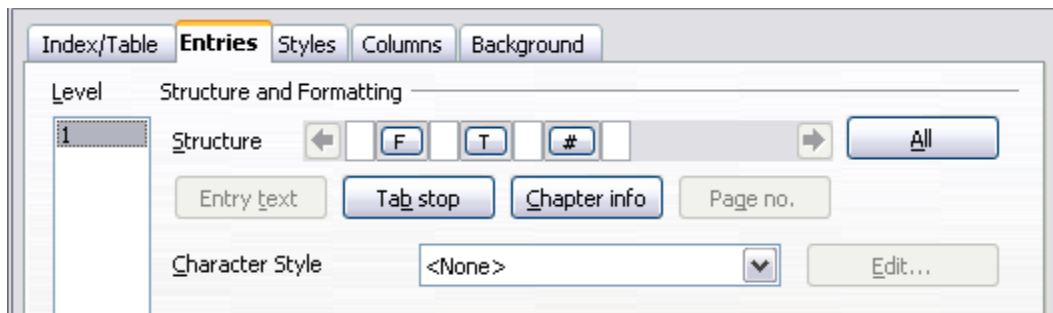 Index/Table Entries Styles Columns Background
Level Structure and Formatting
1 Structure F T # All
Entry text Tab stop Chapter info Page no.
Character Style <None> Edit...